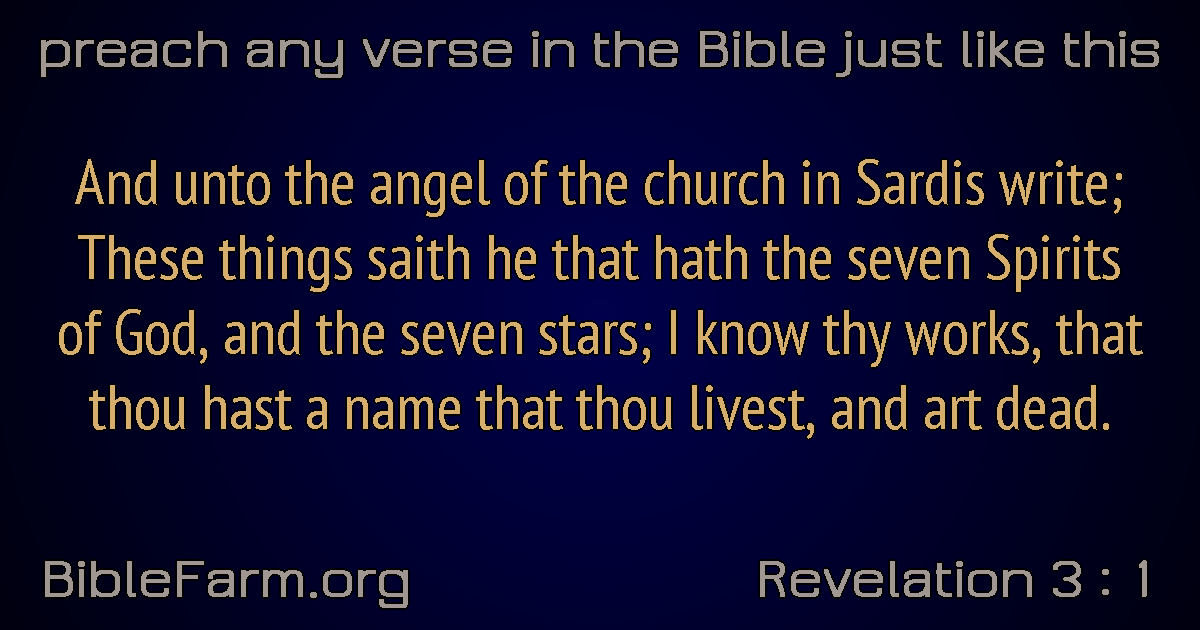 preach any verse in the Bible just like this
And unto the angel of the church in Sardis write;
These things saith he that hath the seven Spirits
of God, and the seven stars; I know thy works, that
thou hast a name that thou livest, and art dead.
BibleFarm.org
Revelation 3 : 1